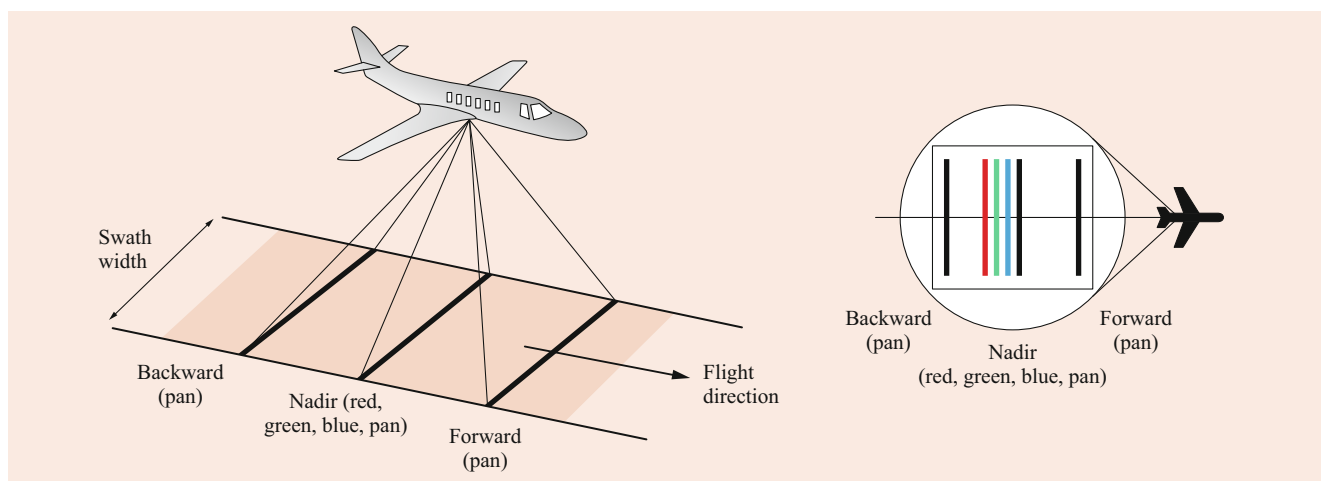 Swath
width
Backward
(pan)
Nadir (red,
green, blue, pan)
Forward
(pan)
Flight
direction
Backward
(pan)
Nadir
(red, green, blue, pan)
Forward
(pan)